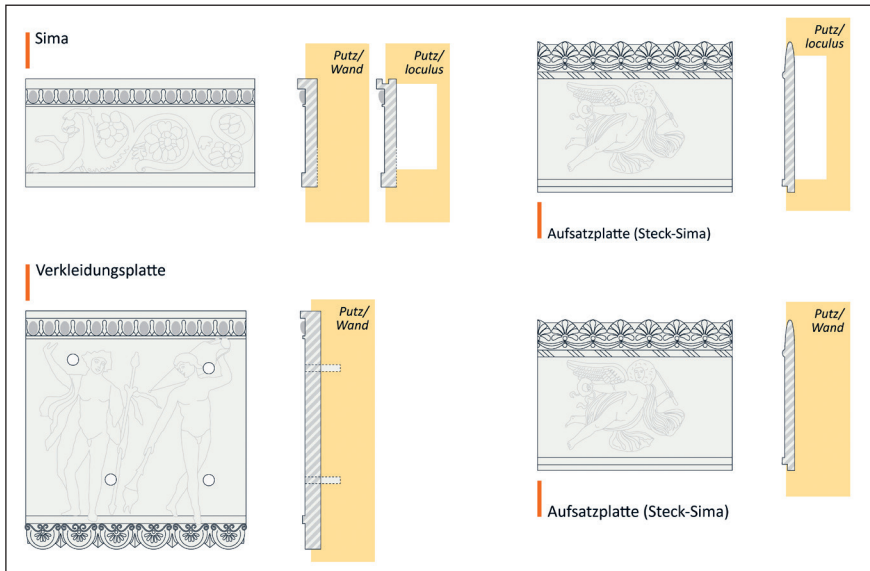 Sima
Putz/
Wand
Putz/
loculus
Putz/
loculus
Aufsatzplatte (Steck-Sima)
Verkleidungsplatte
Putz/
Wand
Putz/
Wand
Aufsatzplatte (Steck-Sima)